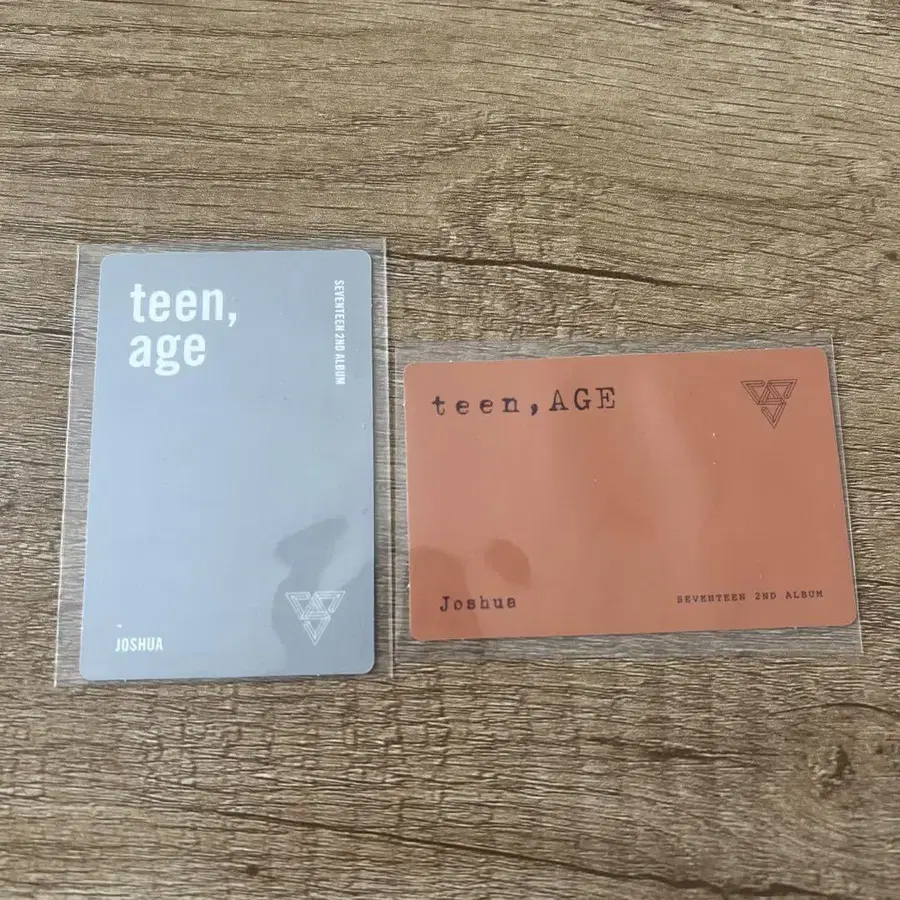 teen,
age
SEVENTEEN 2ND ALBUM
JOSHUA
teen,AGE
Joshua
SEVENTEEN 2ND ALBUM